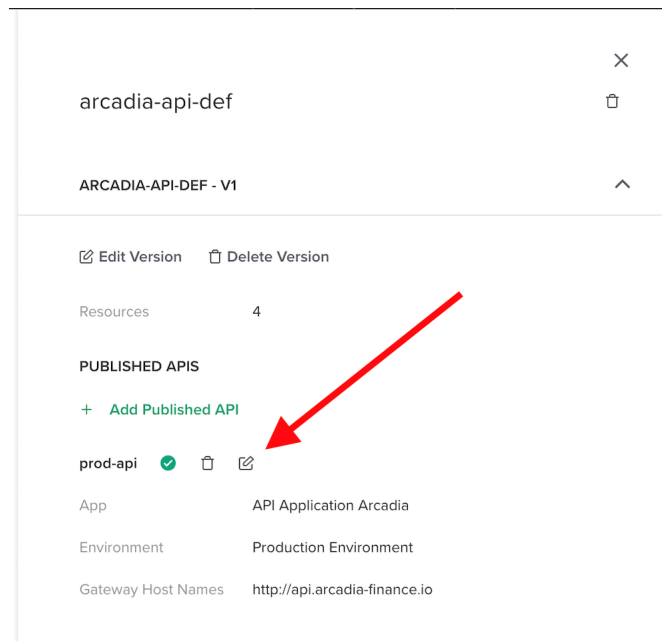 arcadia-api-def
ARCADIA-API-DEF - V1
Edit Version Delete Version
Resources 4
PUBLISHED APIS
+ Add Published API
prod-api
App API Application Arcadia
Environment Production Environment
Gateway Host Names http://api.arcadia-finance.io